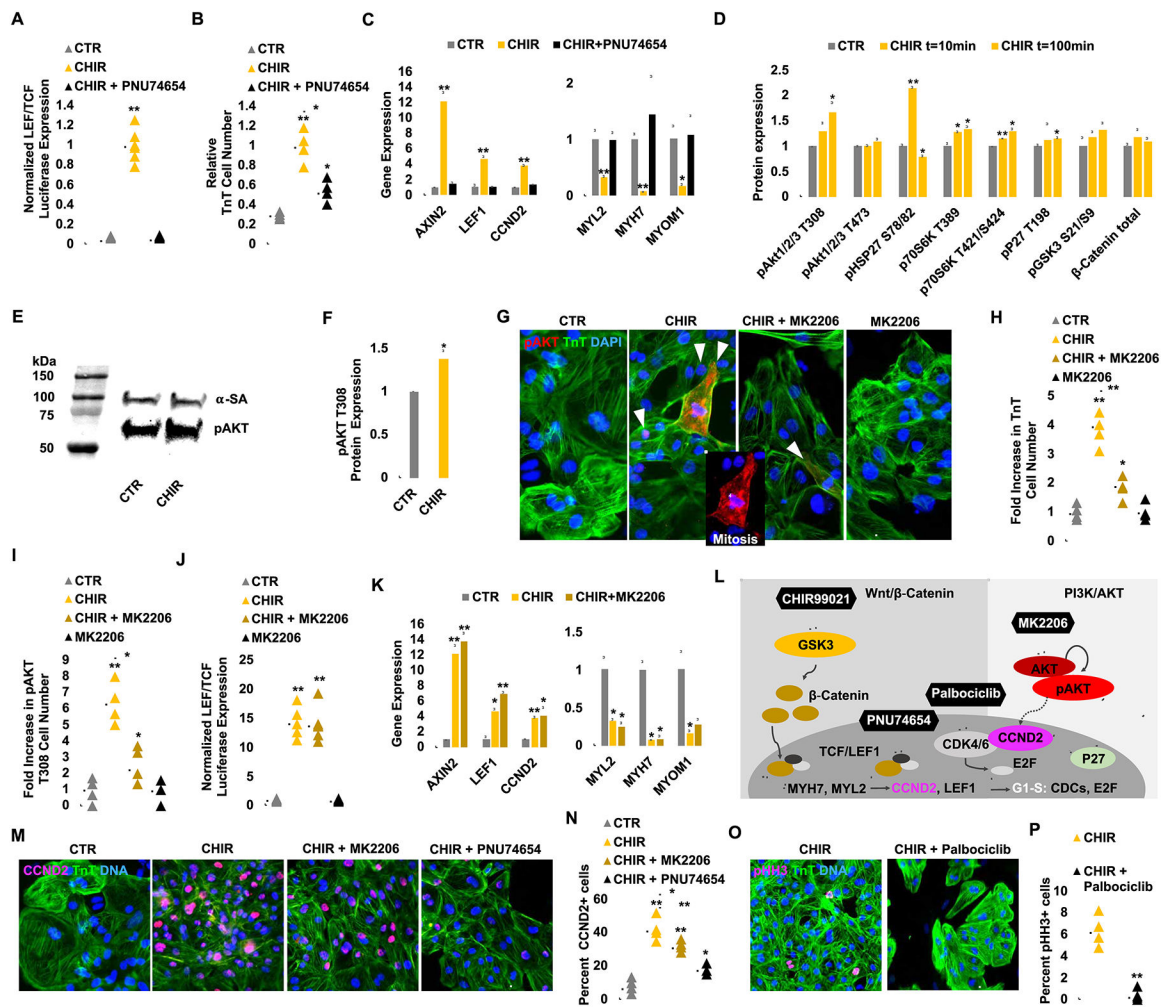 A
CTR
CHIR
CHIR + PNU74654
Normalized LEF/TCF
Luciferase Expression
1.4
1.2
1
0.8
0.6
0.4
0.2
0
**
B
CTR
CHIR
CHIR + PNU74654
Relative
TnT Cell Number
1.4
1.2
1
0.8
0.6
0.4
0.2
0
*
**
*
C
CTR CHIR CHIR+PNU74654
Gene Expression
16
14
12
10
8
6
4
2
0
** ** **
AXIN2 LEF1 CCND2
2
1
0
** ** *
MYL2 MYH7 MYOM1
D
CTR CHIR t=10min CHIR t=100min
Protein expression
2.5
2.0
1.5
1.0
0.5
0
* ** * * * ** * *
pAkt1/2/3 T308
pAkt1/2/3 T473
pHSP27 S78/82
p70S6K T389
p70S6K T421/S424
pP27 T198
pGSK3 S21/S9
β-Catenin total
E
kDa
150
100
75
50
α-SA
pAKT
CTR CHIR
F
pAKT T308
Protein Expression
1.5
1
0.5
0
*
CTR CHIR
G
CTR CHIR CHIR + MK2206 MK2206
pAKT TnT DAPI
Mitosis
H
CTR
CHIR
CHIR + MK2206
MK2206
Fold Increase in TnT
Cell Number
5
4
3
2
1
0
**
**
*
I
CTR
CHIR
CHIR + MK2206
MK2206
Fold Increase in pAKT
T308 Cell Number
9
8
7
6
5
4
3
2
1
0
*
**
*
J
CTR
CHIR
CHIR + MK2206
MK2206
Normalized LEF/TCF
Luciferase Expression
25
20
15
10
5
0
** **
K
CTR CHIR CHIR+MK2206
Gene Expression
16
14
12
10
8
6
4
2
0
** ** * ** ** *
AXIN2 LEF1 CCND2
1.5
1.0
0.5
0
* * * * *
MYL2 MYH7 MYOM1
L
Wnt/β-Catenin
PI3K/AKT
CHIR99021
MK2206
GSK3
AKT
pAKT
β-Catenin
Palbociclib
PNU74654
CCND2
CDK4/6
TCF/LEF1
E2F
P27
MYH7, MYL2 CCND2, LEF1 G1-S: CDCs, E2F
M
CTR CHIR CHIR + MK2206 CHIR + PNU74654
CCND2 TnT DNA
N
CTR
CHIR
CHIR + MK2206
CHIR + PNU74654
Percent CCND2+ cells
60
40
20
0
*
** **
**
*
O
CHIR CHIR + Palbociclib
pHH3 TnT DNA
P
CHIR
CHIR +
Palbociclib
Percent pHH3+ cells
10
8
6
4
2
0
**